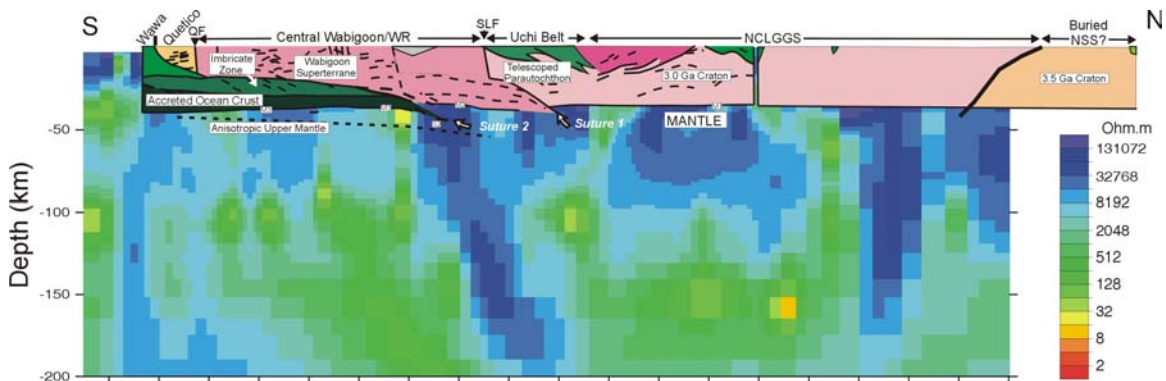 S
N
Wawa
Quetico
QF
Central Wabigoon/WR
SLF
Uchi Belt
NCLGGS
Buried
NSS?
Imbricate
Zone
Wabigoon
Superterrane
Telescoped
Parautochthon
3.0 Ga Craton
3.5 Ga Craton
Accreted Ocean Crust
Anisotropic Upper Mantle
Suture 2
Suture 1
MANTLE
Depth (km)
-50
-100
-150
-200
Ohm.m
131072
32768
8192
2048
512
128
32
8
2